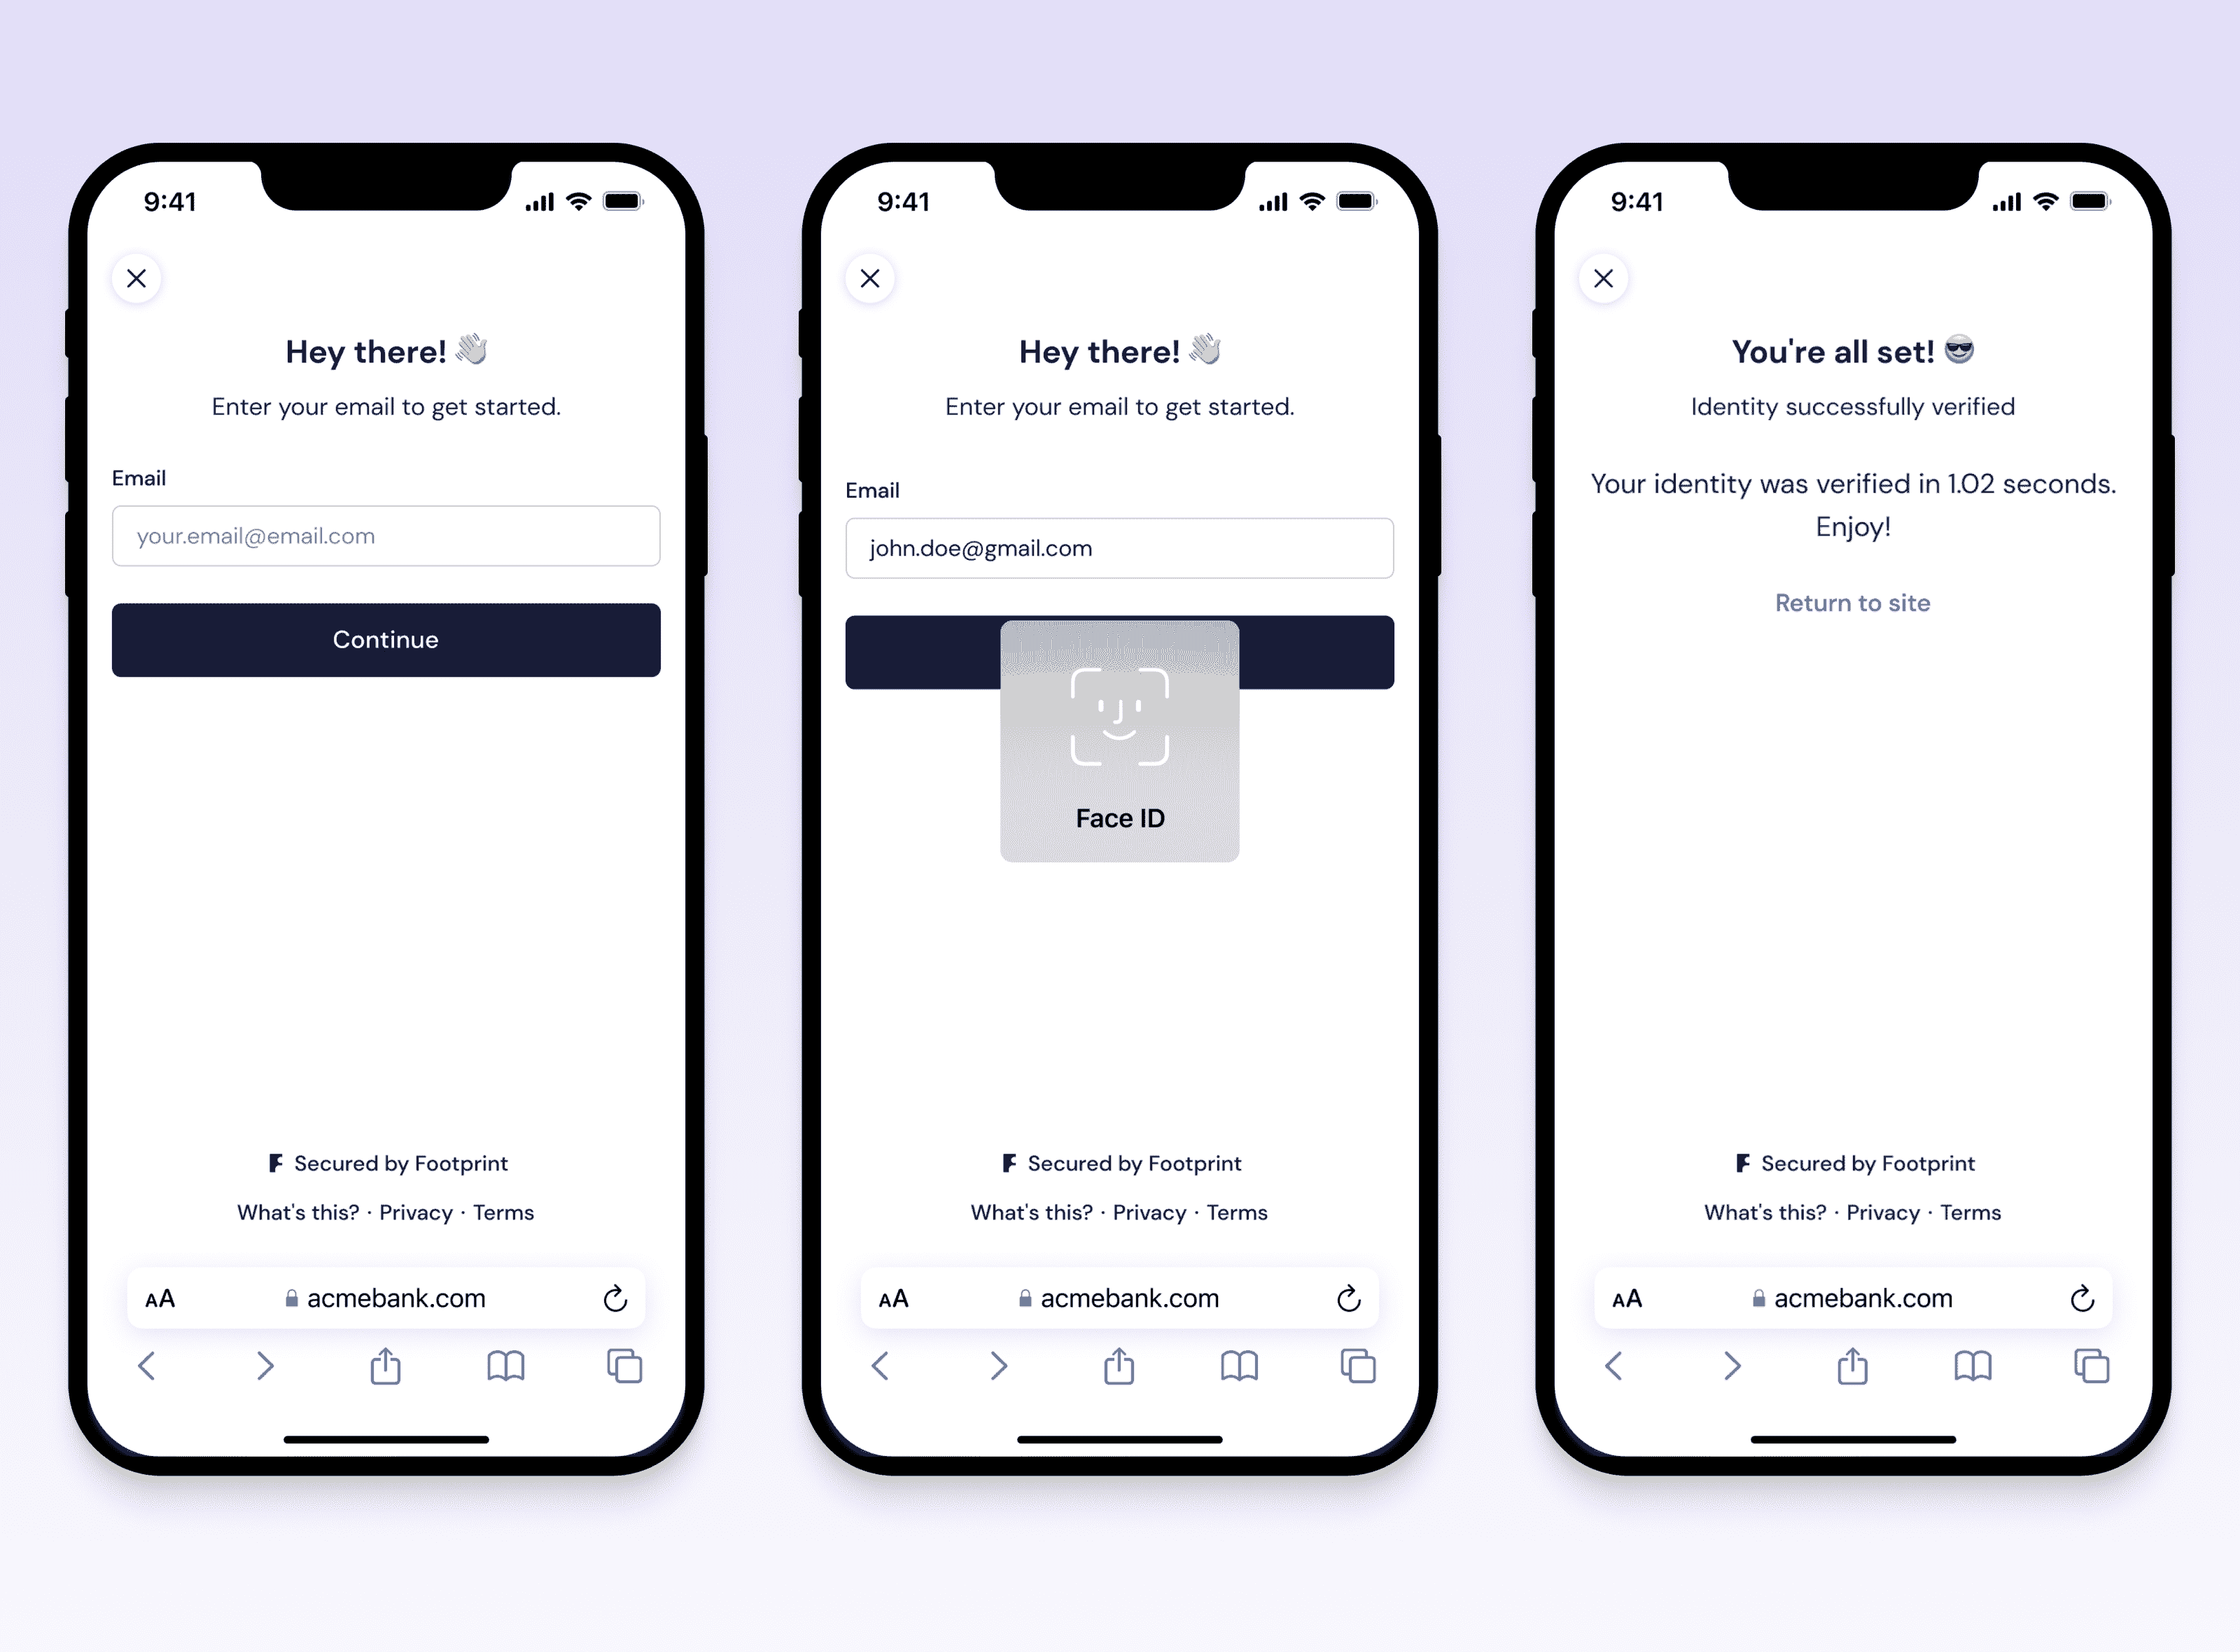 9:41
Hey there! 👋
Enter your email to get started.
Email
your.email@email.com
Continue
Secured by Footprint
What's this? · Privacy · Terms
AA acmebank.com
9:41
Hey there! 👋
Enter your email to get started.
Email
john.doe@gmail.com
Face ID
Secured by Footprint
What's this? · Privacy · Terms
AA acmebank.com
9:41
You're all set! 😎
Identity successfully verified
Your identity was verified in 1.02 seconds.
Enjoy!
Return to site
Secured by Footprint
What's this? · Privacy · Terms
AA acmebank.com